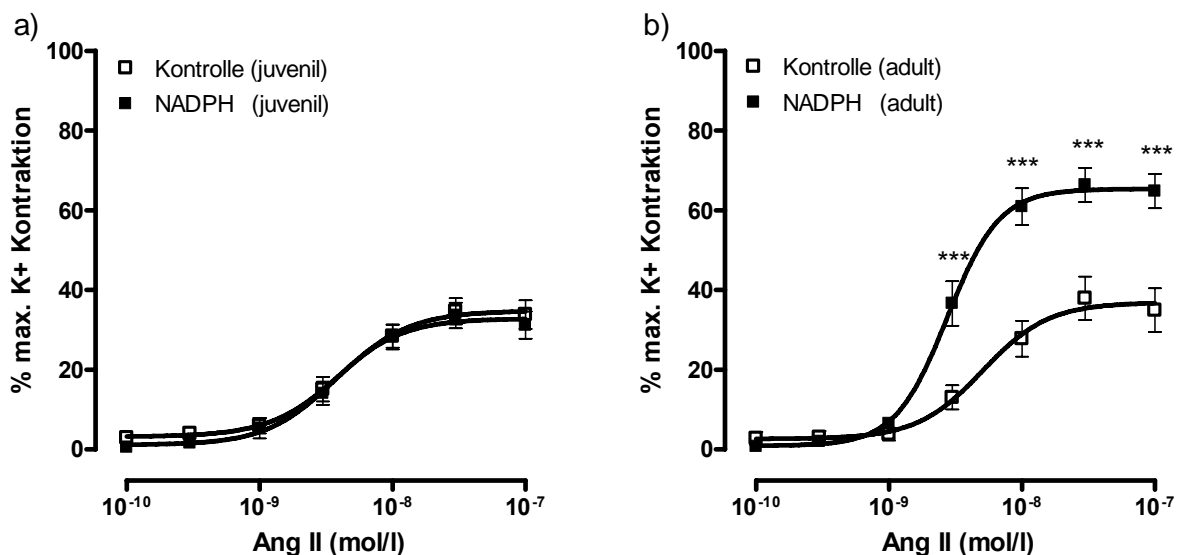 a)
Kontrolle (juvenil)
NADPH (juvenil)
% max. K+ Kontraktion
100
80
60
40
20
0
10-10
10-9
10-8
10-7
Ang II (mol/l)
b)
Kontrolle (adult)
NADPH (adult)
% max. K+ Kontraktion
100
80
60
40
20
0
***
***
***
***
10-10
10-9
10-8
10-7
Ang II (mol/l)